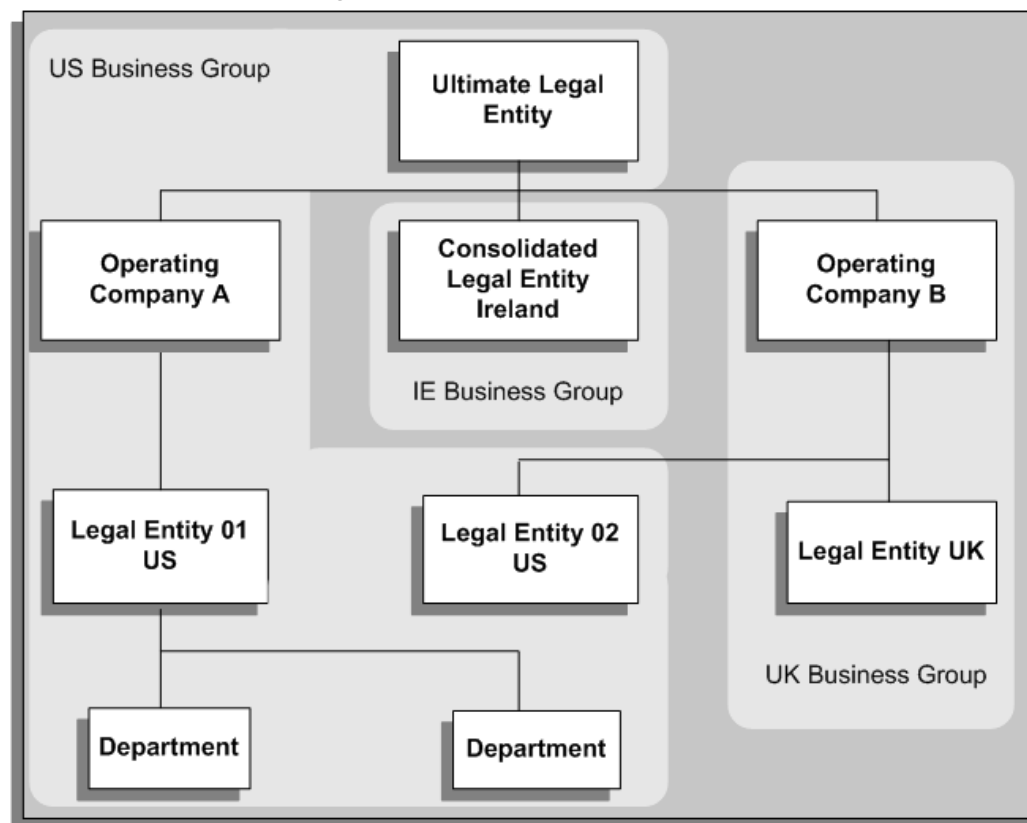 US Business Group
Ultimate Legal
Entity
Operating
Company A
Consolidated
Legal Entity
Ireland
Operating
Company B
IE Business Group
Legal Entity 01
US
Legal Entity 02
US
Legal Entity UK
UK Business Group
Department
Department